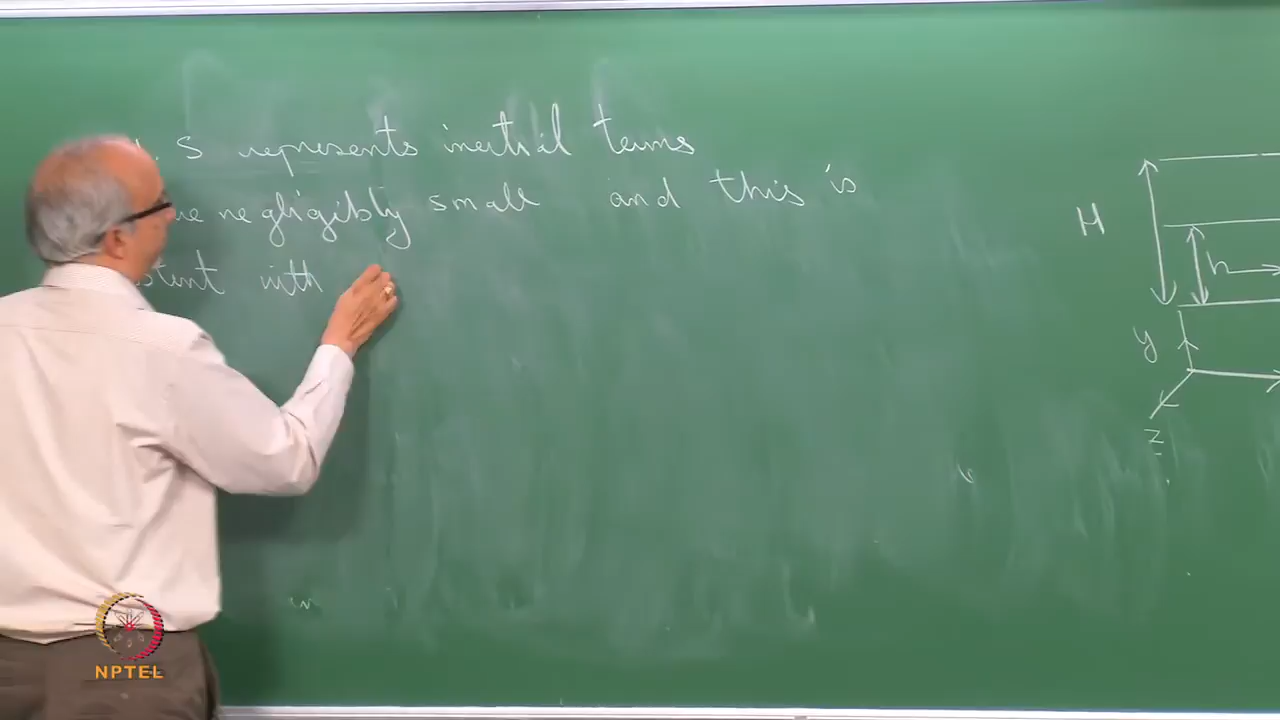 S represents inertial terms
negligibly small and this is
with
H
h
y
z
NPTEL